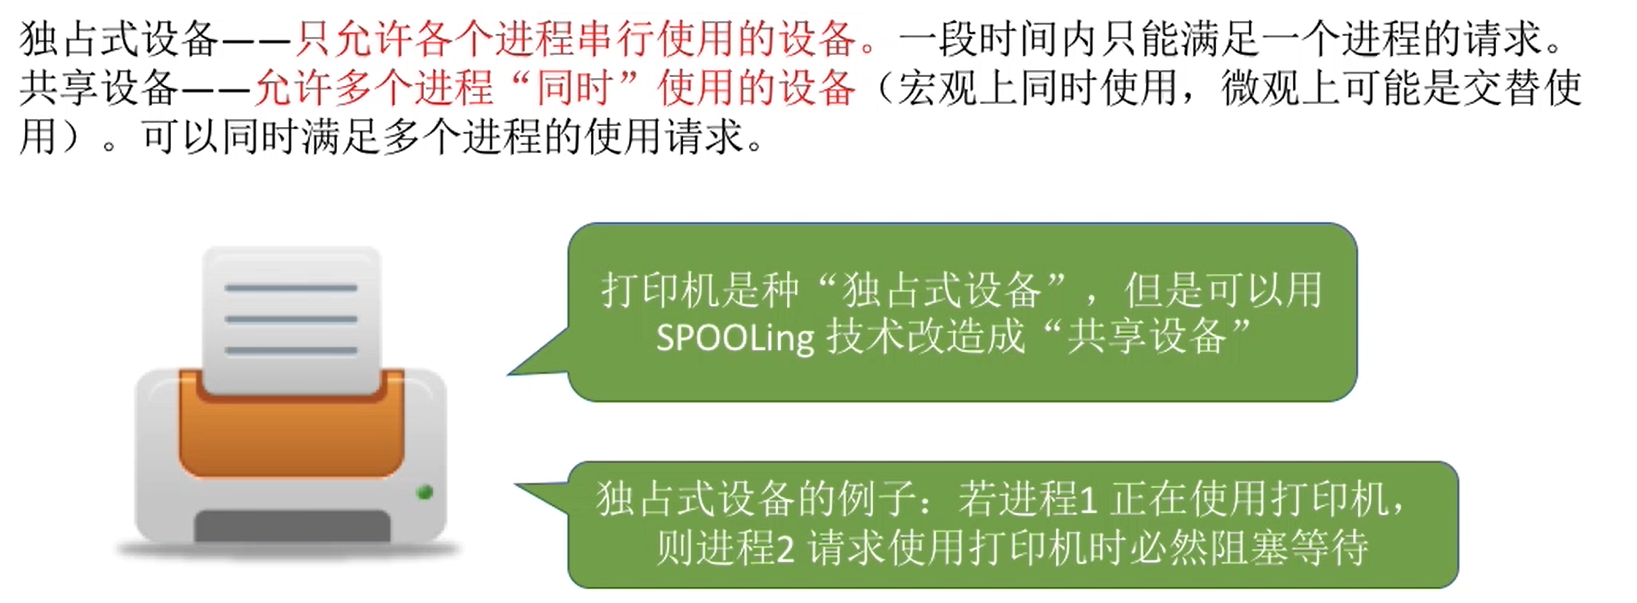 独占式设备——只允许各个进程串行使用的设备。一段时间内只能满足一个进程的请求。
共享设备——允许多个进程“同时”使用的设备（宏观上同时使用，微观上可能是交替使
用）。可以同时满足多个进程的使用请求。
打印机是种“独占式设备”，但是可以用
SPOOLing 技术改造成“共享设备”
独占式设备的例子：若进程1 正在使用打印机，
则进程2 请求使用打印机时必然阻塞等待